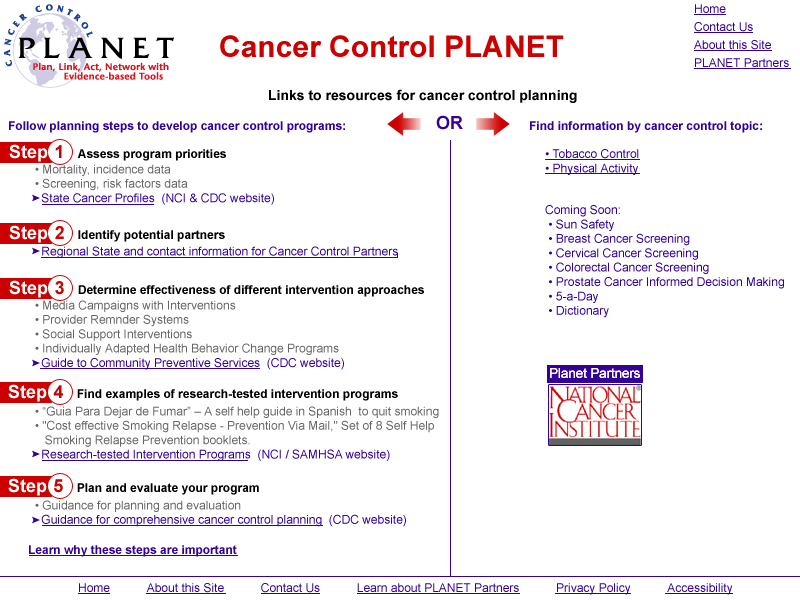 CANCER CONTROL
PLANET
Plan, Link, Act, Network with
Evidence-based Tools
Cancer Control PLANET
Home
Contact Us
About this Site
PLANET Partners
Links to resources for cancer control planning
Follow planning steps to develop cancer control programs:
OR
Find information by cancer control topic:
Step 1 Assess program priorities
• Mortality, incidence data
• Screening, risk factors data
➤State Cancer Profiles (NCI & CDC website)
Step 2 Identify potential partners
➤Regional State and contact information for Cancer Control Partners
Step 3 Determine effectiveness of different intervention approaches
• Media Campaigns with Interventions
• Provider Remnder Systems
• Social Support Interventions
• Individually Adapted Health Behavior Change Programs
➤Guide to Community Preventive Services (CDC website)
Step 4 Find examples of research-tested intervention programs
• “Guia Para Dejar de Fumar” – A self help guide in Spanish to quit smoking
• "Cost effective Smoking Relapse - Prevention Via Mail," Set of 8 Self Help
Smoking Relapse Prevention booklets.
➤Research-tested Intervention Programs (NCI / SAMHSA website)
Step 5 Plan and evaluate your program
• Guidance for planning and evaluation
➤Guidance for comprehensive cancer control planning (CDC website)
Learn why these steps are important
• Tobacco Control
• Physical Activity
Coming Soon:
• Sun Safety
• Breast Cancer Screening
• Cervical Cancer Screening
• Colorectal Cancer Screening
• Prostate Cancer Informed Decision Making
• 5-a-Day
• Dictionary
Planet Partners
NATIONAL
CANCER
INSTITUTE
Home About this Site Contact Us Learn about PLANET Partners Privacy Policy Accessibility